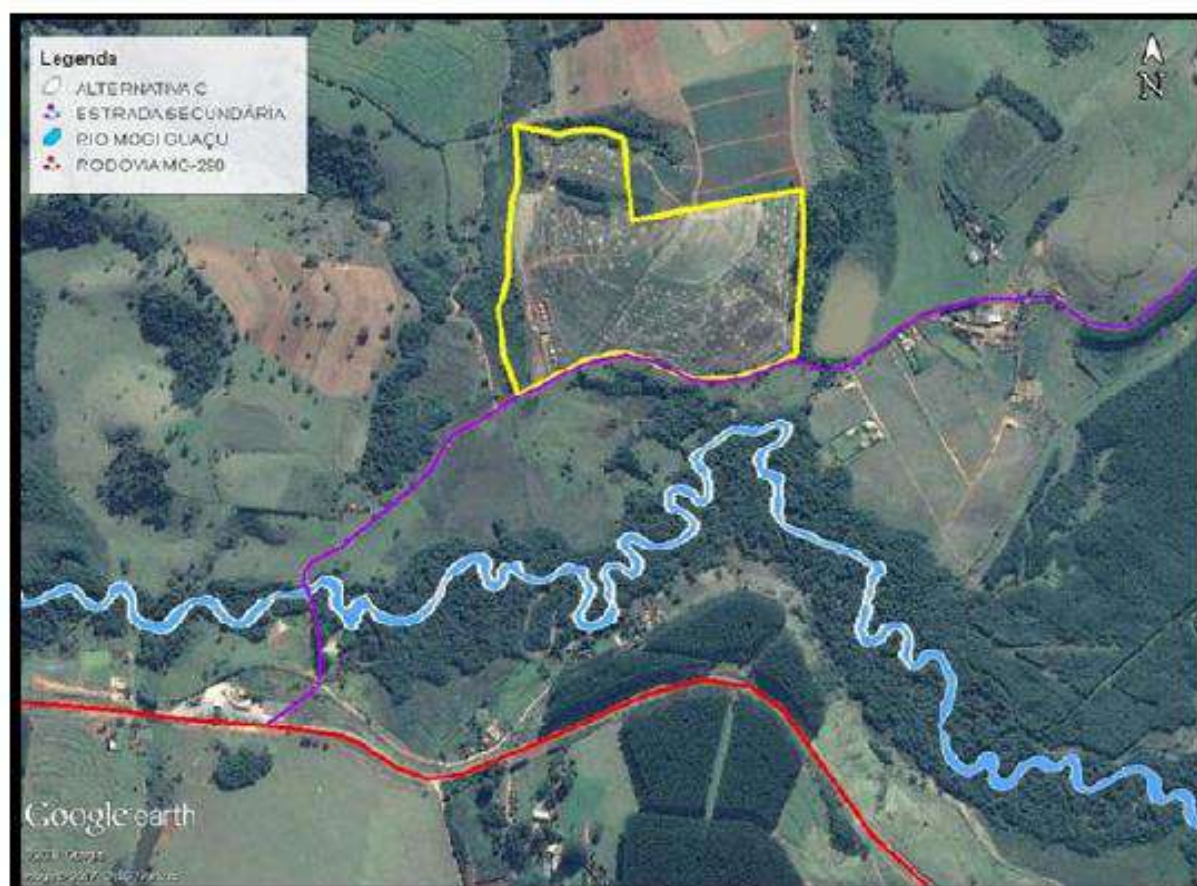 Legenda
ALTERNATIVA C
ESTRADA SECUNDÁRIA
RIO MOGI GUAÇU
RODOVIA MG-290
N
Google earth